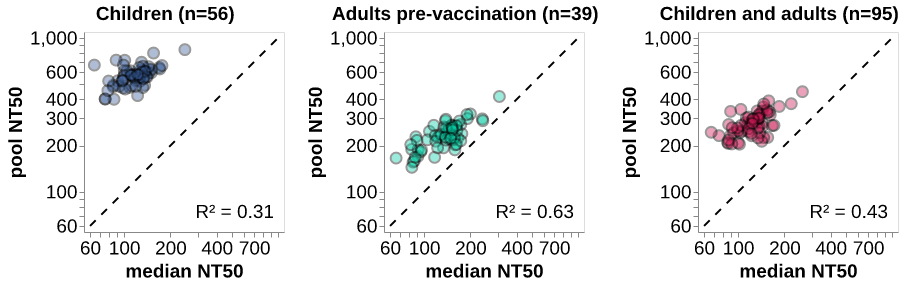 Children (n=56)
1,000
600
400
300
200
100
60
pool NT50
R² = 0.31
60 100 200 400 700
median NT50
Adults pre-vaccination (n=39)
1,000
600
400
300
200
100
60
pool NT50
R² = 0.63
60 100 200 400 700
median NT50
Children and adults (n=95)
1,000
600
400
300
200
100
60
pool NT50
R² = 0.43
60 100 200 400 700
median NT50